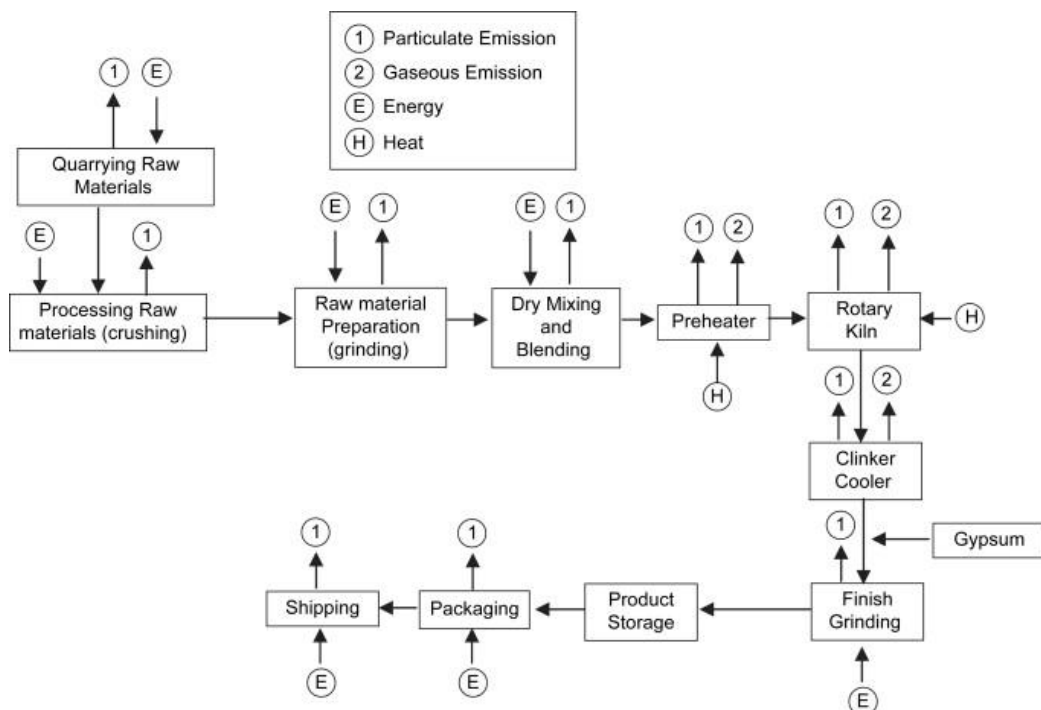 1 Particulate Emission
2 Gaseous Emission
E Energy
H Heat
1 E
Quarrying Raw
Materials
E 1
Processing Raw
materials (crushing)
E 1
Raw material
Preparation
(grinding)
E 1
Dry Mixing
and
Blending
1 2
Preheater
H
1 2
Rotary
Kiln
H
1 2
Clinker
Cooler
Gypsum
1
Finish
Grinding
E
Product
Storage
1
Packaging
E
1
Shipping
E